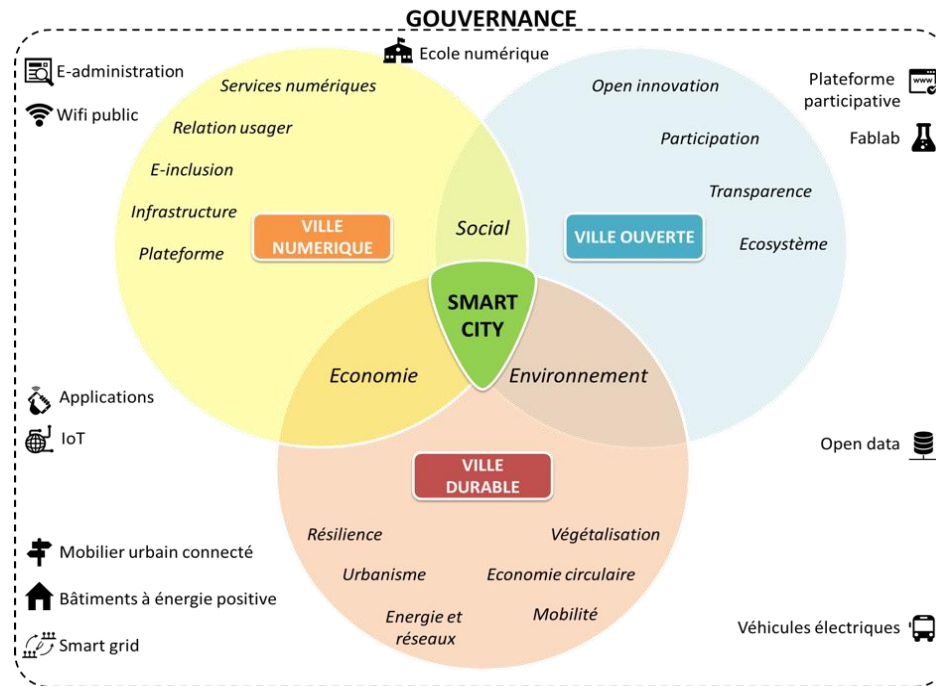 GOUVERNANCE
Ecole numérique
E-administration
Wifi public
Services numériques
Relation usager
E-inclusion
Infrastructure
Plateforme
VILLE
NUMERIQUE
Social
Open innovation
Participation
Transparence
Ecosystème
VILLE OUVERTE
Plateforme
participative
www
Fablab
SMART
CITY
Economie
Environnement
Applications
IoT
Open data
VILLE
DURABLE
Résilience
Végétalisation
Urbanisme
Economie circulaire
Energie et
réseaux
Mobilité
Mobilier urbain connecté
Bâtiments à énergie positive
Smart grid
Véhicules électriques